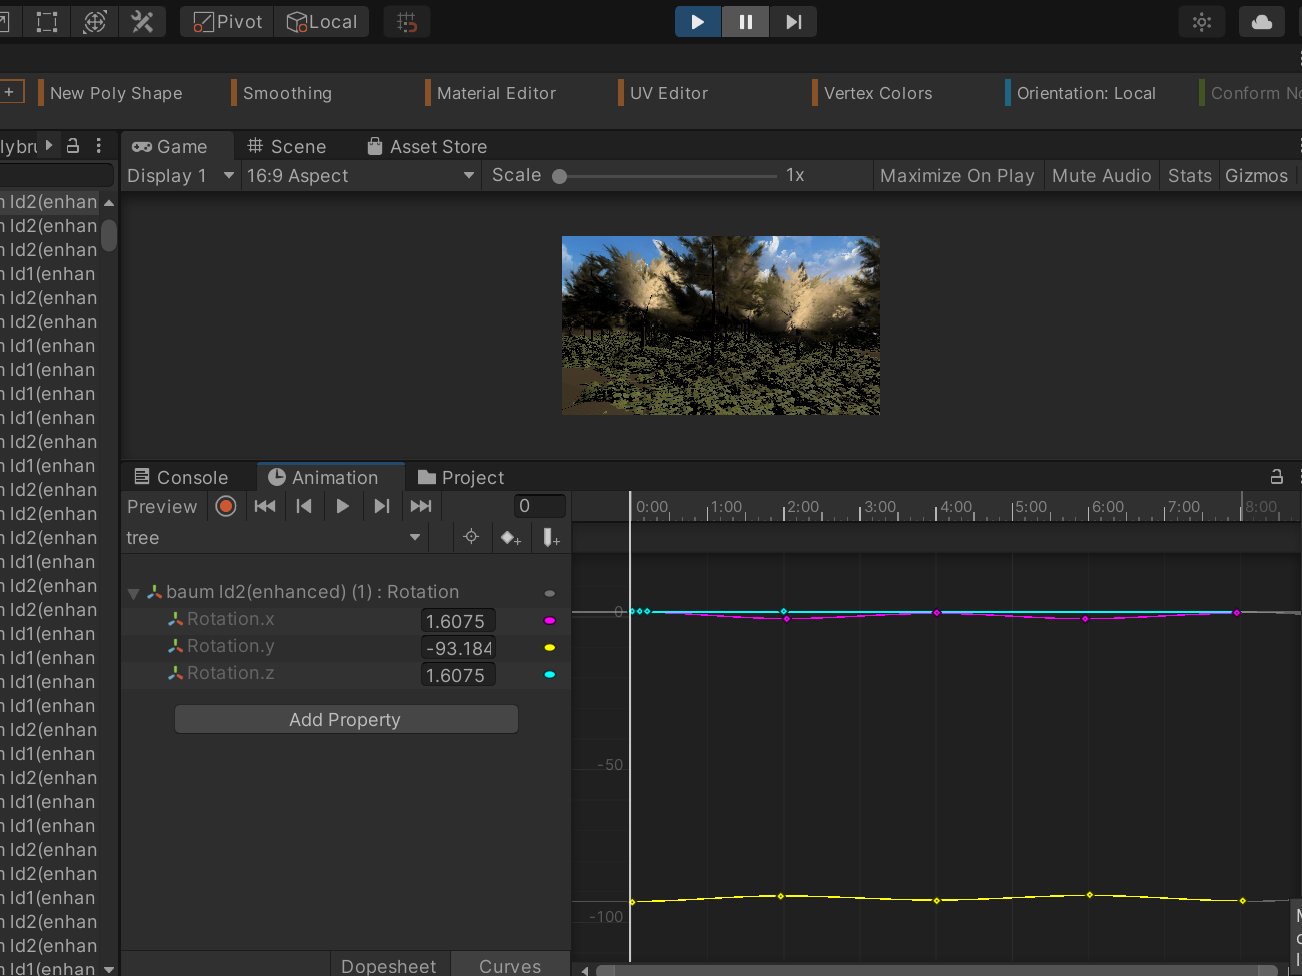 Pivot Local
+ New Poly Shape Smoothing Material Editor UV Editor Vertex Colors Orientation: Local Conform No
lybru Game Scene Asset Store
Display 1 16:9 Aspect Scale 1x Maximize On Play Mute Audio Stats Gizmos
n ld2(enhan
n ld2(enhan
n ld2(enhan
n ld1(enhan
n ld2(enhan
n ld2(enhan
n ld1(enhan
n ld1(enhan
n ld1(enhan
n ld1(enhan
n ld2(enhan
n ld1(enhan
n ld2(enhan
n ld2(enhan
n ld2(enhan
n ld1(enhan
n ld2(enhan
n ld2(enhan
n ld1(enhan
n ld1(enhan
n ld1(enhan
n ld1(enhan
n ld2(enhan
n ld1(enhan
n ld2(enhan
n ld1(enhan
n ld1(enhan
n ld2(enhan
n ld2(enhan
n ld1(enhan
n ld2(enhan
n ld2(enhan
n ld1(enhan
Console Animation Project
Preview 0 0:00 1:00 2:00 3:00 4:00 5:00 6:00 7:00 8:00
tree
baum ld2(enhanced) (1) : Rotation
Rotation.x 1.6075
Rotation.y -93.184
Rotation.z 1.6075
Add Property
0
-50
-100
Dopesheet Curves